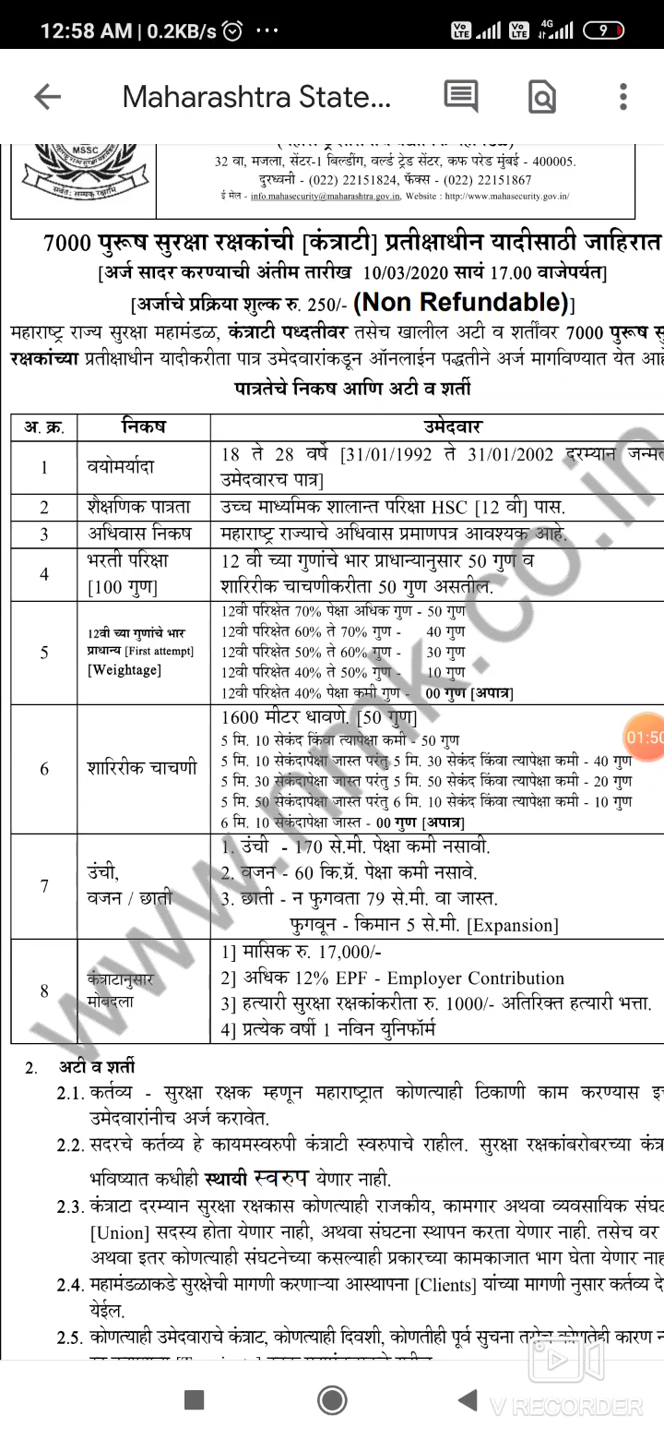 12:58 AM | 0.2KB/s ...
Vo LTE Vo LTE 4G 9
Maharashtra State...
MSSC
32 वा, मजला, सेंटर-1 बिल्डींग, वर्ल्ड ट्रेड सेंटर, कफ परेड मुंबई - 400005.
दुरध्वनी - (022) 22151824, फॅक्स - (022) 22151867
ई मेल - info.mahasecurity@maharashtra.gov.in, Website : http://www.mahasecurity.gov.in/
7000 पुरूष सुरक्षा रक्षकांची [कंत्राटी] प्रतीक्षाधीन यादीसाठी जाहिरात
[अर्ज सादर करण्याची अंतीम तारीख 10/03/2020 सायं 17.00 वाजेपर्यत]
[अर्जाचे प्रक्रिया शुल्क रु. 250/- (Non Refundable)]
महाराष्ट्र राज्य सुरक्षा महामंडळ, कंत्राटी पध्दतीवर तसेच खालील अटी व शर्तीवर 7000 पुरूष सु
रक्षकांच्या प्रतीक्षाधीन यादीकरीता पात्र उमेदवारांकडून ऑनलाईन पद्धतीने अर्ज मागविण्यात येत आहे
पात्रतेचे निकष आणि अटी व शर्ती
अ. क्र. निकष उमेदवार
1 वयोमर्यादा 18 ते 28 वर्षे [31/01/1992 ते 31/01/2002 दरम्यान जन्मल
उमेदवारच पात्र]
2 शैक्षणिक पात्रता उच्च माध्यमिक शालान्त परिक्षा HSC [12 वी] पास.
3 अधिवास निकष महाराष्ट्र राज्याचे अधिवास प्रमाणपत्र आवश्यक आहे.
4 भरती परिक्षा [100 गुण] 12 वी च्या गुणांचे भार प्राधान्यानुसार 50 गुण व
शारिरीक चाचणीकरीता 50 गुण असतील.
5 12वी च्या गुणांचे भार
प्राधान्य [First attempt]
[Weightage]
12वी परिक्षेत 70% पेक्षा अधिक गुण - 50 गुण
12वी परिक्षेत 60% ते 70% गुण - 40 गुण
12वी परिक्षेत 50% ते 60% गुण - 30 गुण
12वी परिक्षेत 40% ते 50% गुण - 10 गुण
12वी परिक्षेत 40% पेक्षा कमी गुण - 00 गुण [अपात्र]
6 शारिरीक चाचणी
1600 मीटर धावणे. [50 गुण]
5 मि. 10 सेकंद किंवा त्यापेक्षा कमी - 50 गुण
5 मि. 10 सेकंदापेक्षा जास्त परंतु 5 मि. 30 सेकंद किंवा त्यापेक्षा कमी - 40 गुण
5 मि. 30 सेकंदापेक्षा जास्त परंतु 5 मि. 50 सेकंद किंवा त्यापेक्षा कमी - 20 गुण
5 मि. 50 सेकंदापेक्षा जास्त परंतु 6 मि. 10 सेकंद किंवा त्यापेक्षा कमी - 10 गुण
6 मि. 10 सेकंदापेक्षा जास्त - 00 गुण [अपात्र]
01:50
7 उंची,
वजन / छाती
1. उंची - 170 से.मी. पेक्षा कमी नसावी.
2. वजन - 60 कि.ग्रॅ. पेक्षा कमी नसावे.
3. छाती - न फुगवता 79 से.मी. वा जास्त.
फुगवून - किमान 5 से.मी. [Expansion]
8 कंत्राटानुसार
मोबदला
1] मासिक रु. 17,000/-
2] अधिक 12% EPF - Employer Contribution
3] हत्यारी सुरक्षा रक्षकांकरीता रु. 1000/- अतिरिक्त हत्यारी भत्ता.
4] प्रत्येक वर्षी 1 नविन युनिफॉर्म
www.nmk.co.in
2. अटी व शर्ती
2.1. कर्तव्य - सुरक्षा रक्षक म्हणून महाराष्ट्रात कोणत्याही ठिकाणी काम करण्यास इ
उमेदवारांनीच अर्ज करावेत.
2.2. सदरचे कर्तव्य हे कायमस्वरुपी कंत्राटी स्वरुपाचे राहील. सुरक्षा रक्षकांबरोबरच्या कंत्र
भविष्यात कधीही स्थायी स्वरुप येणार नाही.
2.3. कंत्राटा दरम्यान सुरक्षा रक्षकास कोणत्याही राजकीय, कामगार अथवा व्यवसायिक संघट
[Union] सदस्य होता येणार नाही, अथवा संघटना स्थापन करता येणार नाही. तसेच वर
अथवा इतर कोणत्याही संघटनेच्या कसल्याही प्रकारच्या कामकाजात भाग घेता येणार नाह
2.4. महामंडळाकडे सुरक्षेची मागणी करणाऱ्या आस्थापना [Clients] यांच्या मागणी नुसार कर्तव्य दे
येईल.
2.5. कोणत्याही उमेदवाराचे कंत्राट, कोणत्याही दिवशी, कोणतीही पूर्व सुचना तसेच कोणतेही कारण न
V RECORDER